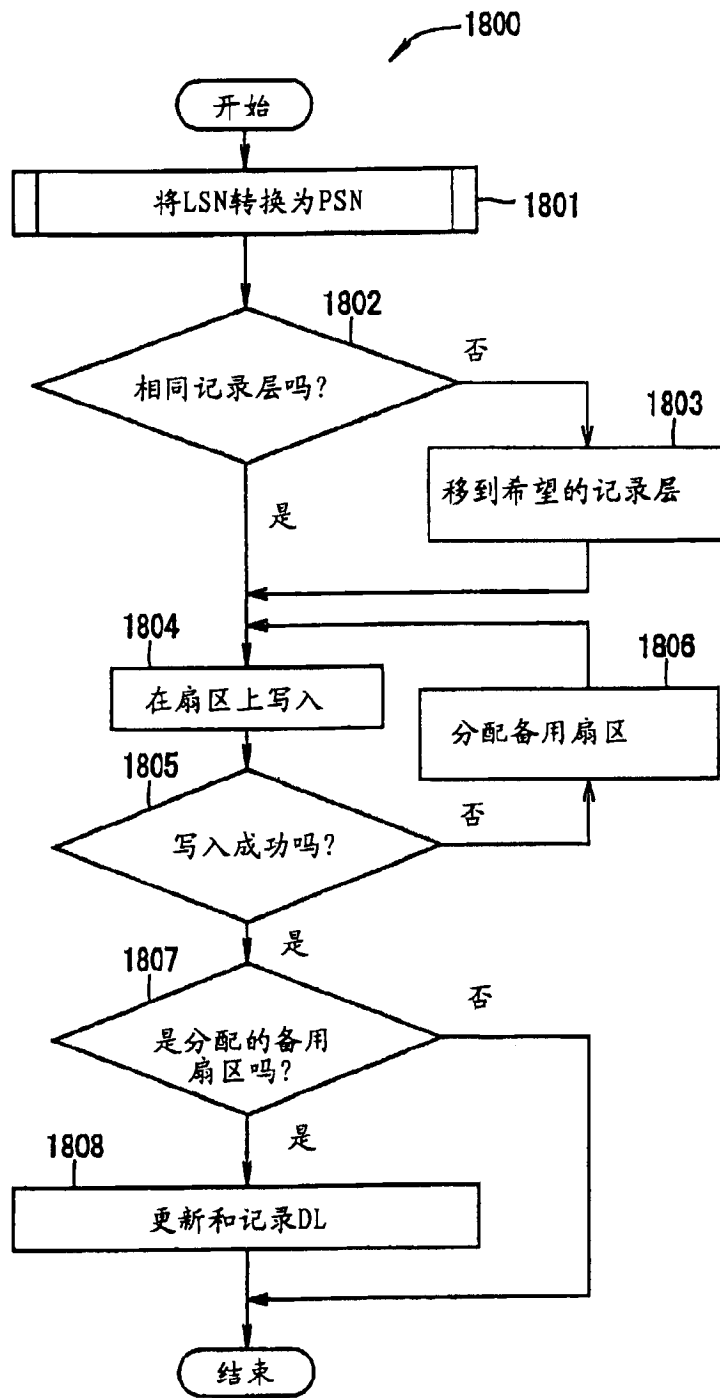 1800
开始
将LSN转换为PSN
1801
1802
相同记录层吗?
否
1803
移到希望的记录层
是
1804
在扇区上写入
1806
分配备用扇区
1805
写入成功吗?
否
是
1807
是分配的备用
扇区吗?
否
是
1808
更新和记录DL
结束